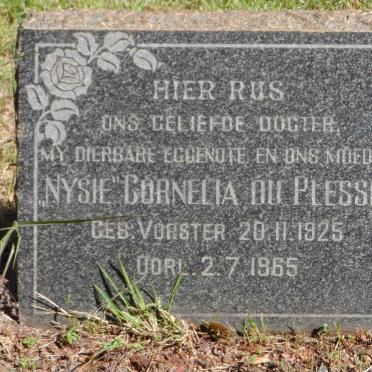 HIER RUS
ONS GELIEFDE DOGTER,
MY DIERBARE EGGENOTE, EN ONS MOED
„NYSIE" CORNELIA DU PLESS
GEB. VORSTER 20.11.1925
OORL. 2.7.1965